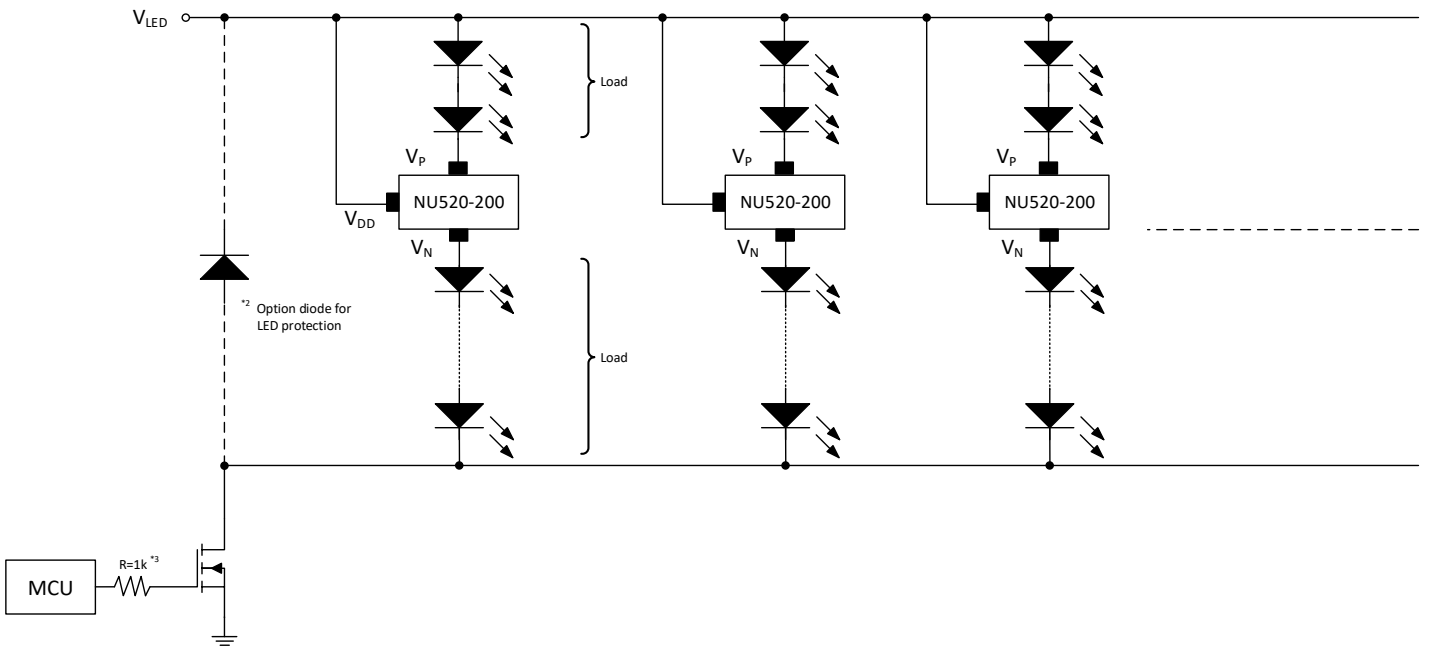 VLED
Load
VP
VP
VP
NU520-200
NU520-200
NU520-200
VDD
VN
VN
VN
*2 Option diode for
LED protection
Load
R=1k *3
MCU